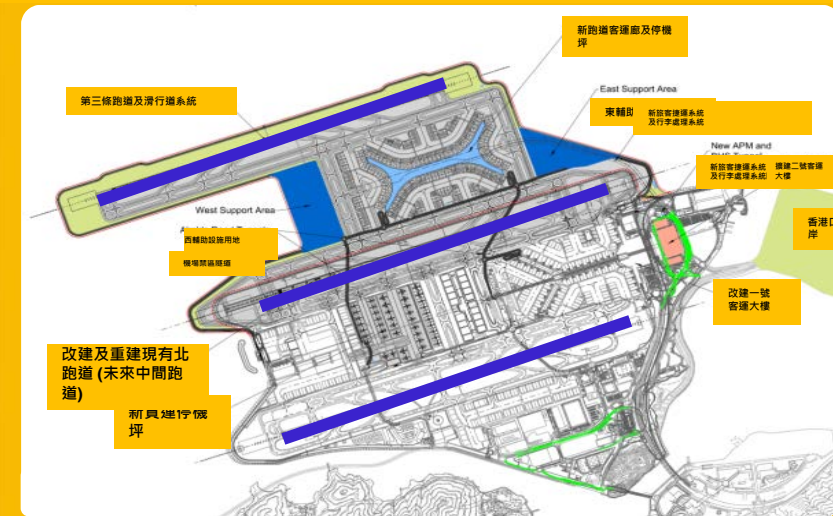 新跑道客運廊及停機
坪
第三條跑道及滑行道系統
East Support Area
東輔助
新旅客捷運系統
及行李處理系統
New APM and
新旅客捷運系統
及行李處理系統
擴建二號客運
大樓
West Support Area
西輔助設施用地
機場禁區隧道
香港口
岸
改建一號
客運大樓
改建及重建現有北
跑道 (未來中間跑
道)
新貨運停機
坪